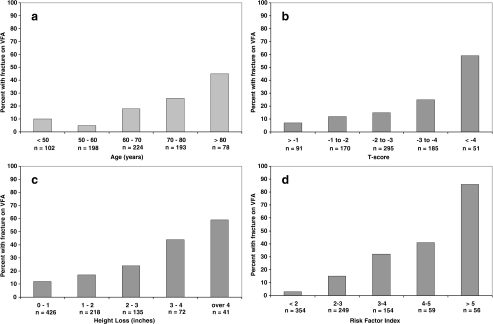 a
Percent with fracture on VFA
100
90
80
70
60
50
40
30
20
10
0
< 50 50 - 60 60 - 70 70 - 80 > 80
n = 102 n = 198 n = 224 n = 193 n = 78
Age (years)
b
Percent with fracture on VFA
100
90
80
70
60
50
40
30
20
10
0
> -1 -1 to -2 -2 to -3 -3 to -4 < -4
n = 91 n = 170 n = 295 n = 185 n = 51
T-score
c
Percent with fracture on VFA
100
90
80
70
60
50
40
30
20
10
0
0 - 1 1 - 2 2 - 3 3 - 4 over 4
n = 426 n = 218 n = 135 n = 72 n = 41
Height Loss (inches)
d
Percent with fracture on VFA
100
90
80
70
60
50
40
30
20
10
0
< 2 2-3 3-4 4-5 > 5
n = 354 n = 249 n = 154 n = 59 n = 56
Risk Factor Index